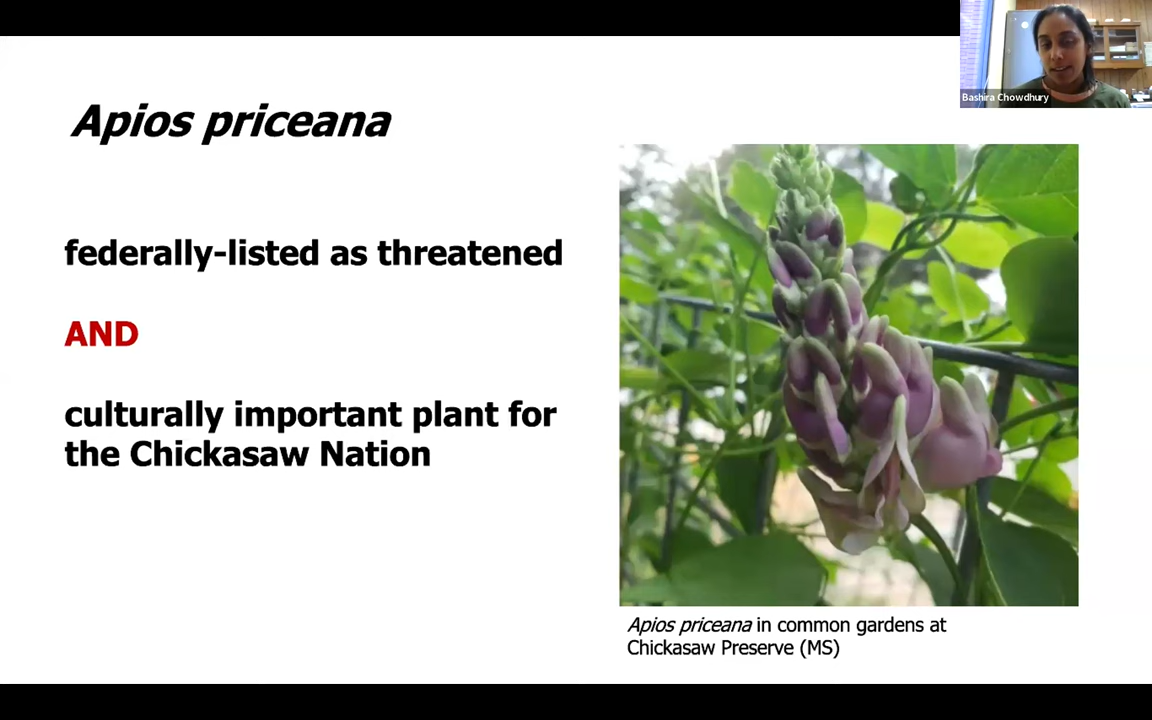 Bashira Chowdhury
Apios priceana
federally-listed as threatened
AND
culturally important plant for
the Chickasaw Nation
Apios priceana in common gardens at
Chickasaw Preserve (MS)